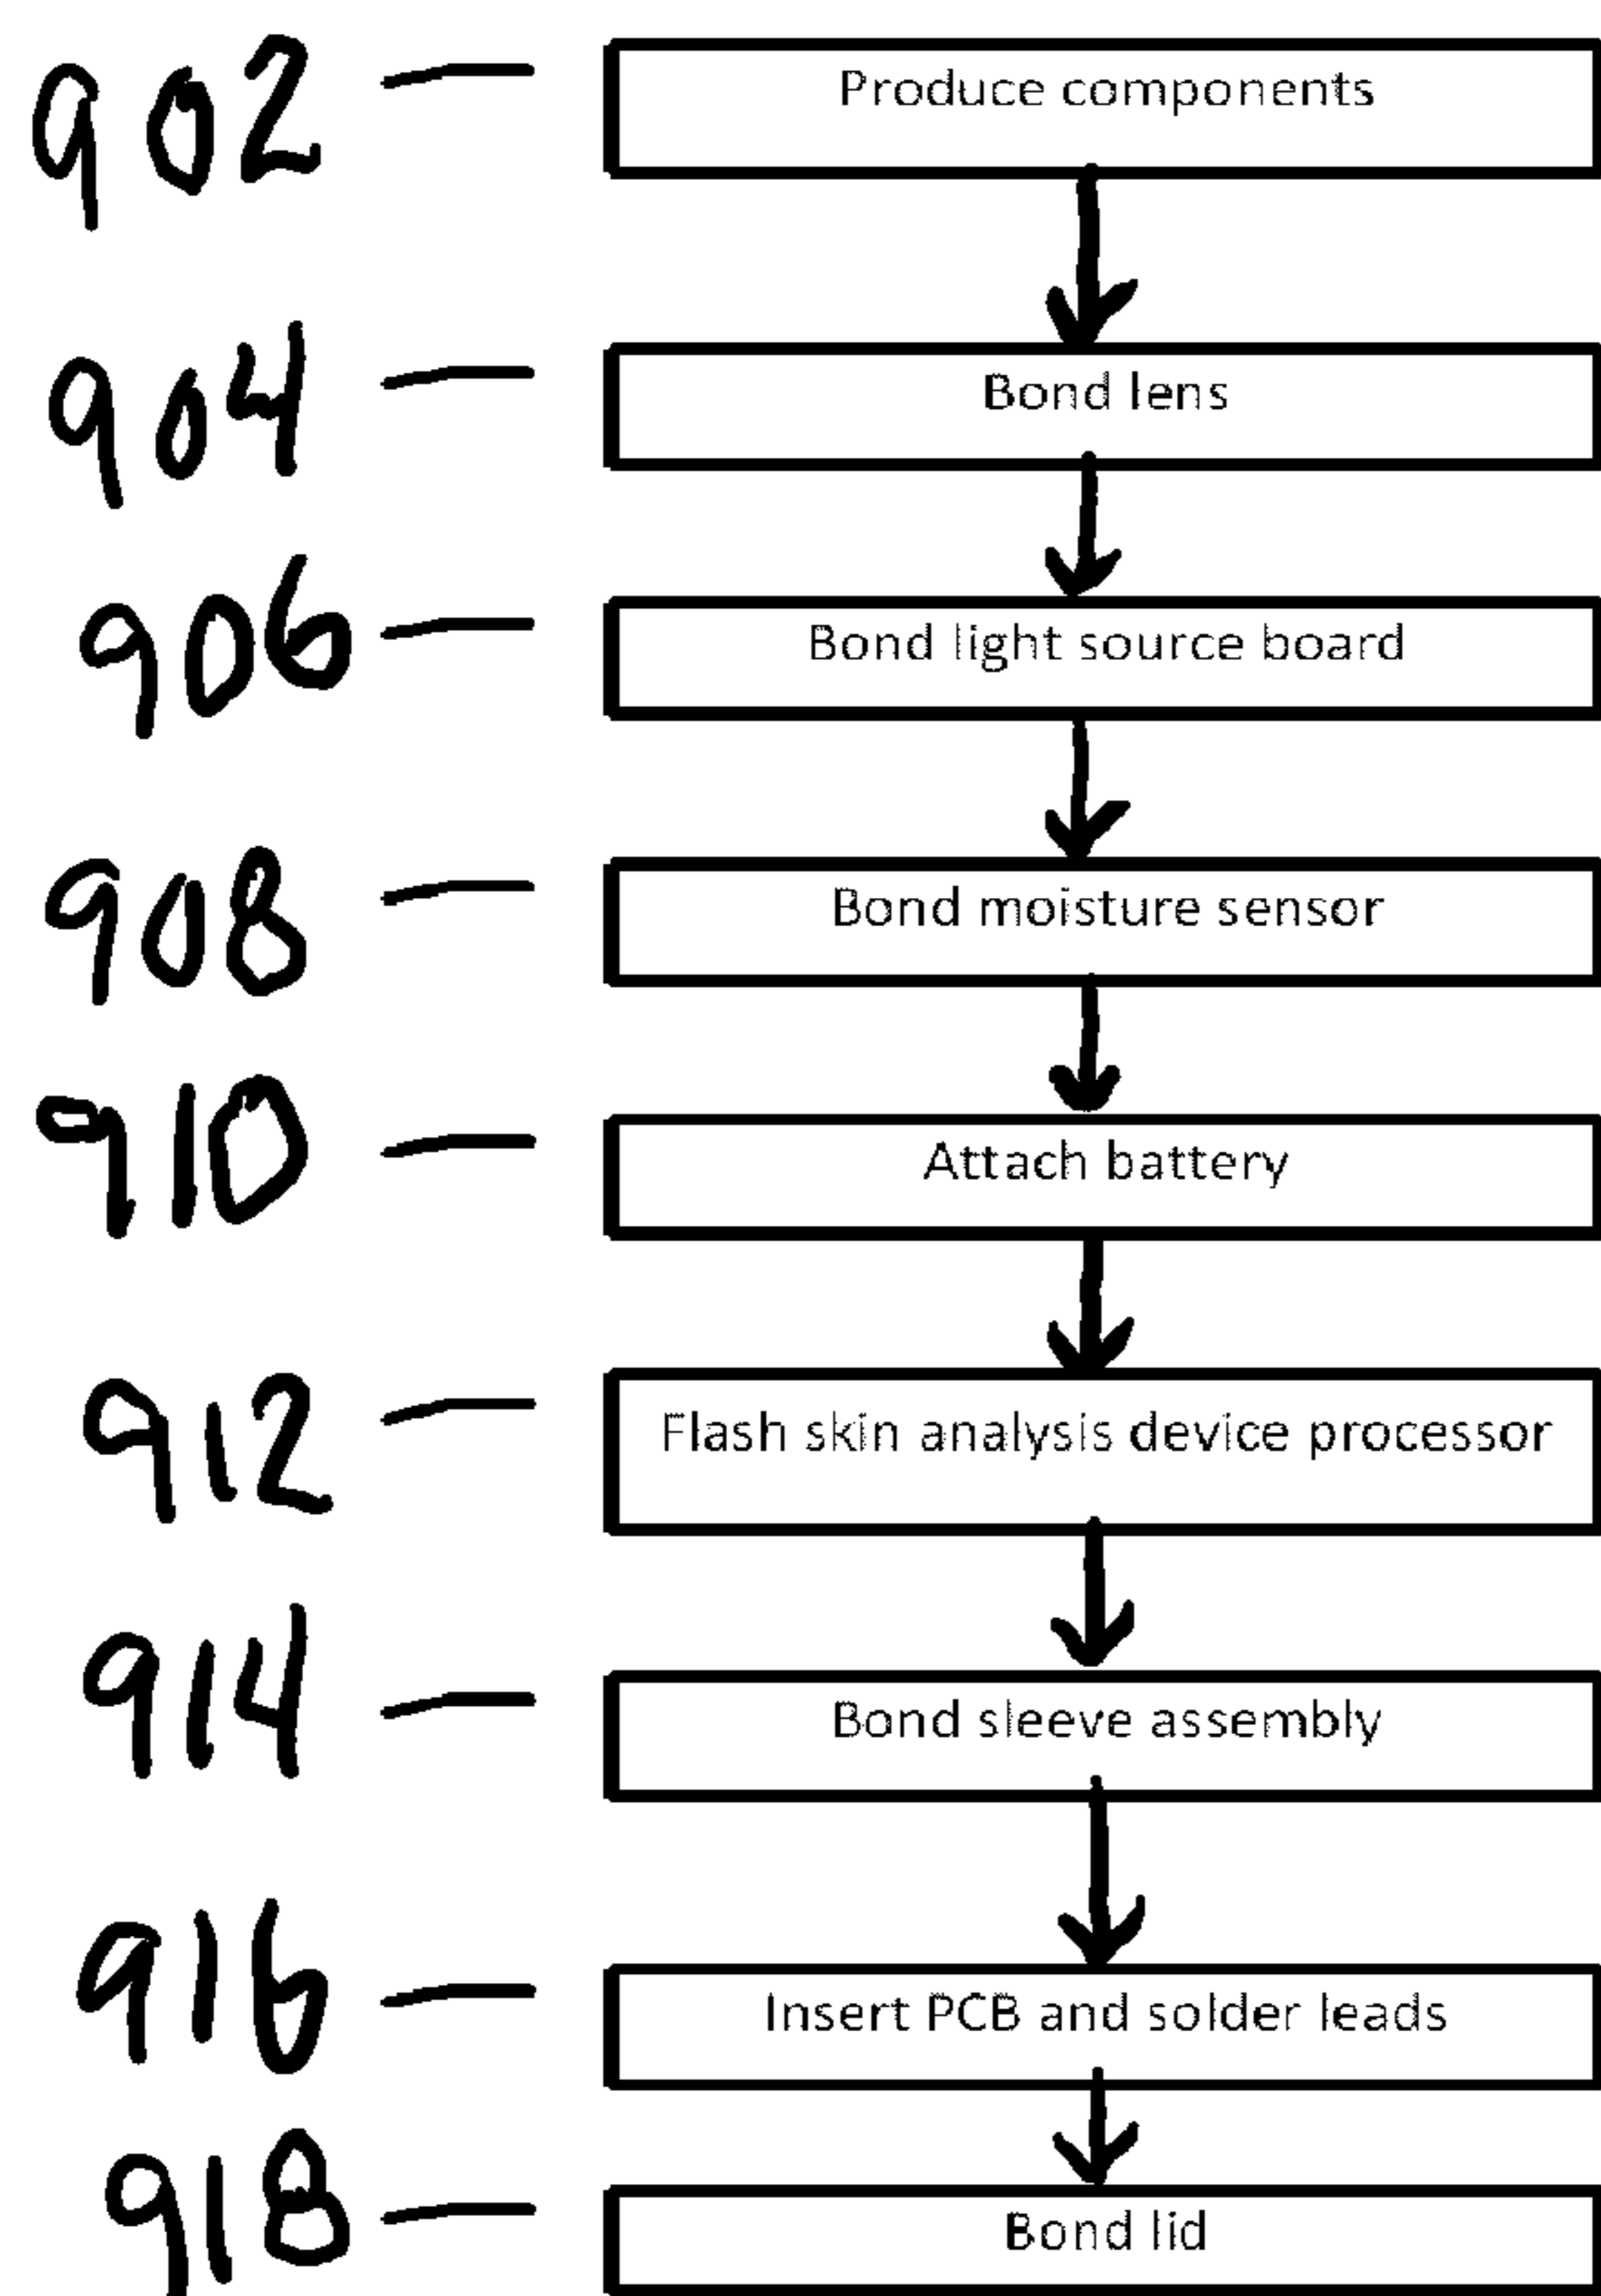 902 Produce components
904 Bond lens
906 Bond light source board
908 Bond moisture sensor
910 Attach battery
912 Flash skin analysis device processor
914 Bond sleeve assembly
916 Insert PCB and solder leads
918 Bond lid